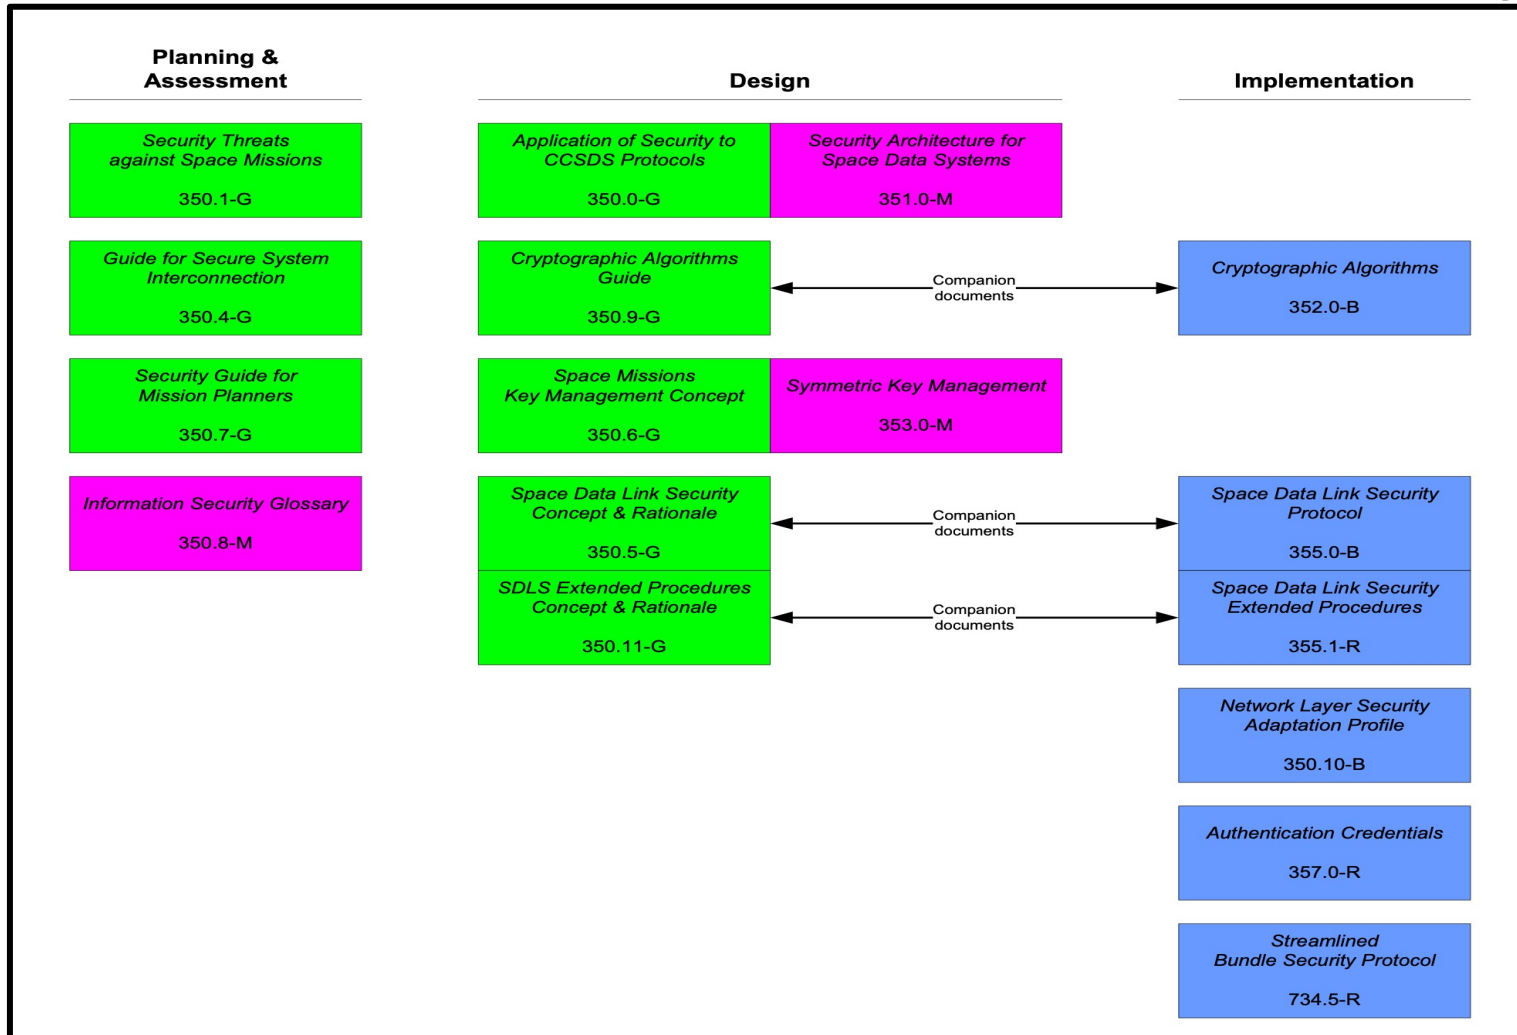 Planning &
Assessment
Design
Implementation
Security Threats
against Space Missions
350.1-G
Application of Security to
CCSDS Protocols
350.0-G
Security Architecture for
Space Data Systems
351.0-M
Guide for Secure System
Interconnection
350.4-G
Cryptographic Algorithms
Guide
350.9-G
Companion
documents
Cryptographic Algorithms
352.0-B
Security Guide for
Mission Planners
350.7-G
Space Missions
Key Management Concept
350.6-G
Symmetric Key Management
353.0-M
Information Security Glossary
350.8-M
Space Data Link Security
Concept & Rationale
350.5-G
Companion
documents
Space Data Link Security
Protocol
355.0-B
SDLS Extended Procedures
Concept & Rationale
350.11-G
Companion
documents
Space Data Link Security
Extended Procedures
355.1-R
Network Layer Security
Adaptation Profile
350.10-B
Authentication Credentials
357.0-R
Streamlined
Bundle Security Protocol
734.5-R